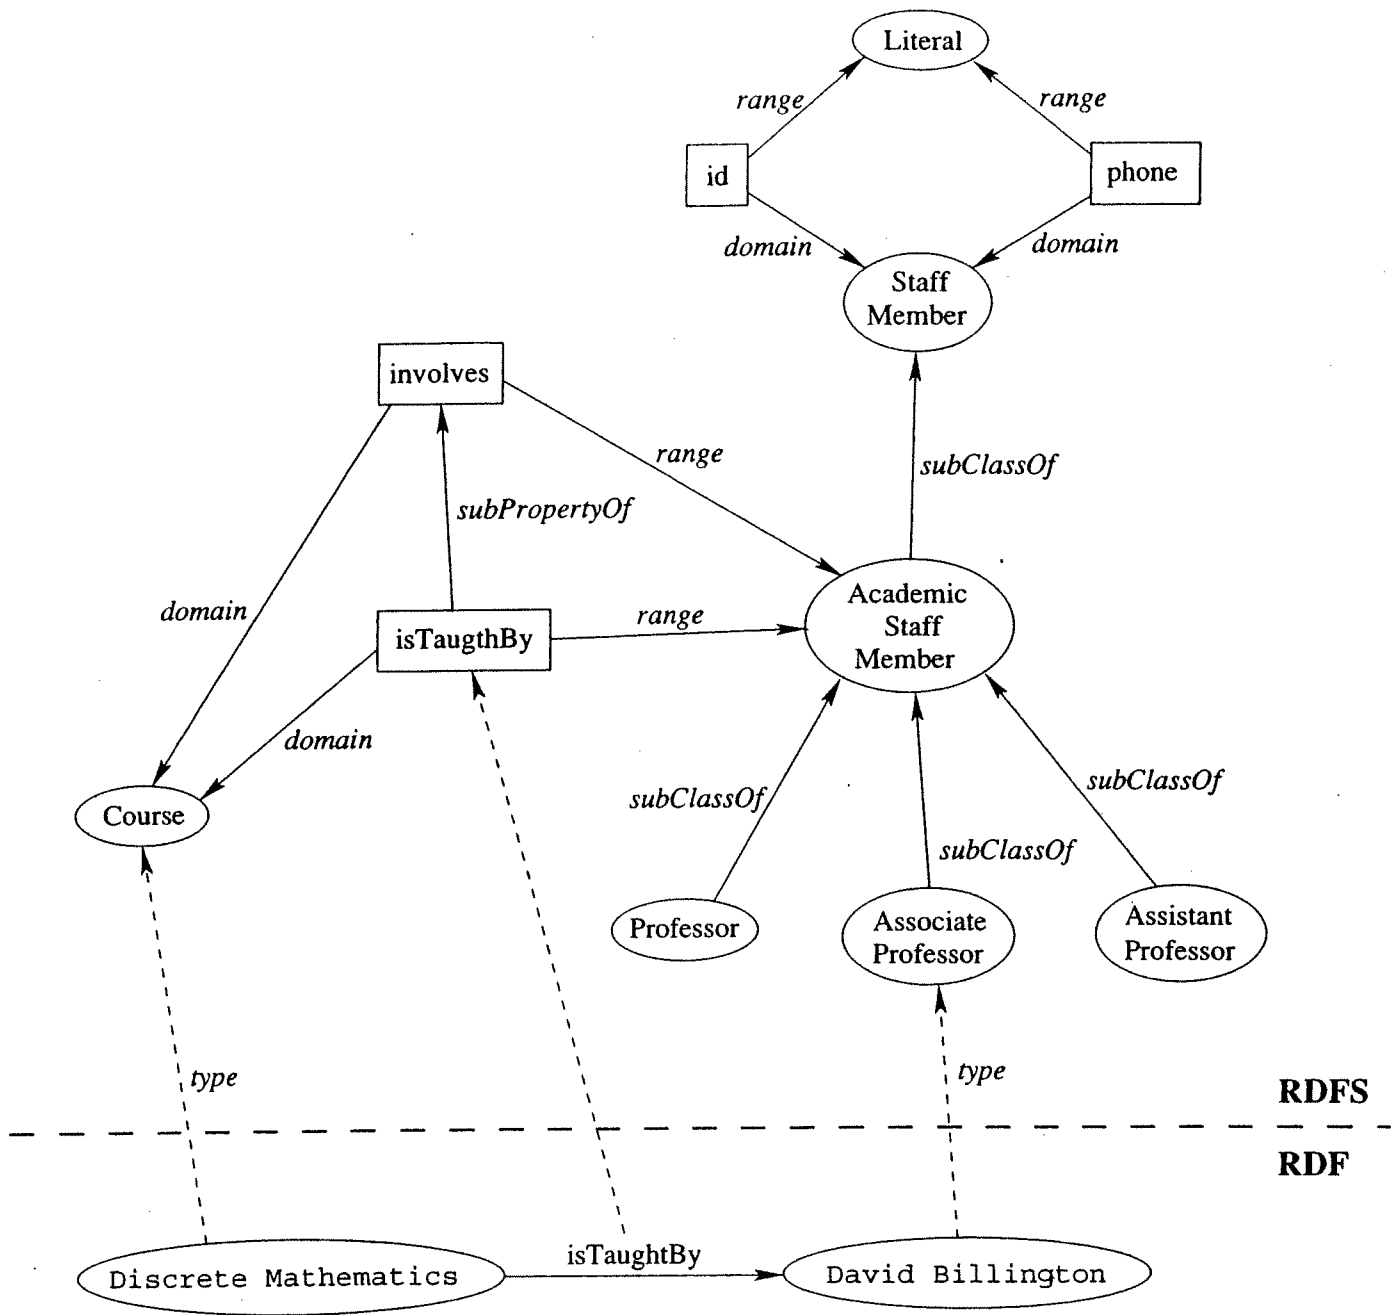 Literal
range
range
id
phone
domain
domain
Staff
Member
involves
range
subClassOf
subPropertyOf
domain
isTaugthBy
range
Academic
Staff
Member
domain
Course
subClassOf
subClassOf
subClassOf
Professor
Associate
Professor
Assistant
Professor
type
type
RDFS
RDF
Discrete Mathematics
isTaughtBy
David Billington